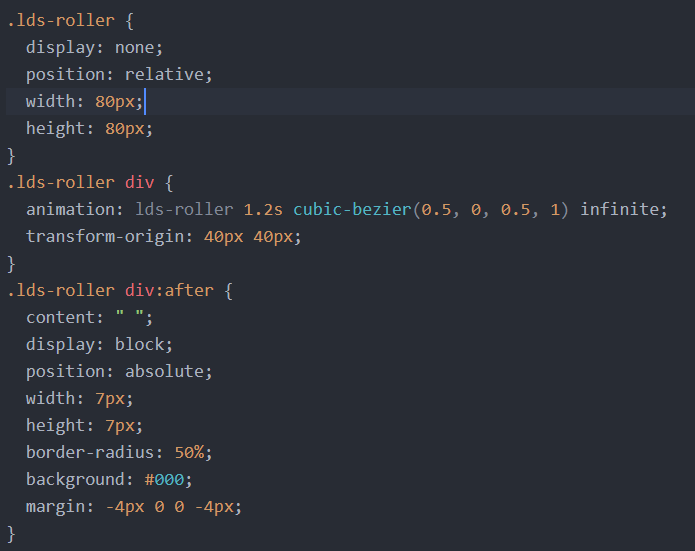 .lds-roller {
  display: none;
  position: relative;
  width: 80px;
  height: 80px;
}
.lds-roller div {
  animation: lds-roller 1.2s cubic-bezier(0.5, 0, 0.5, 1) infinite;
  transform-origin: 40px 40px;
}
.lds-roller div:after {
  content: " ";
  display: block;
  position: absolute;
  width: 7px;
  height: 7px;
  border-radius: 50%;
  background: #000;
  margin: -4px 0 0 -4px;
}